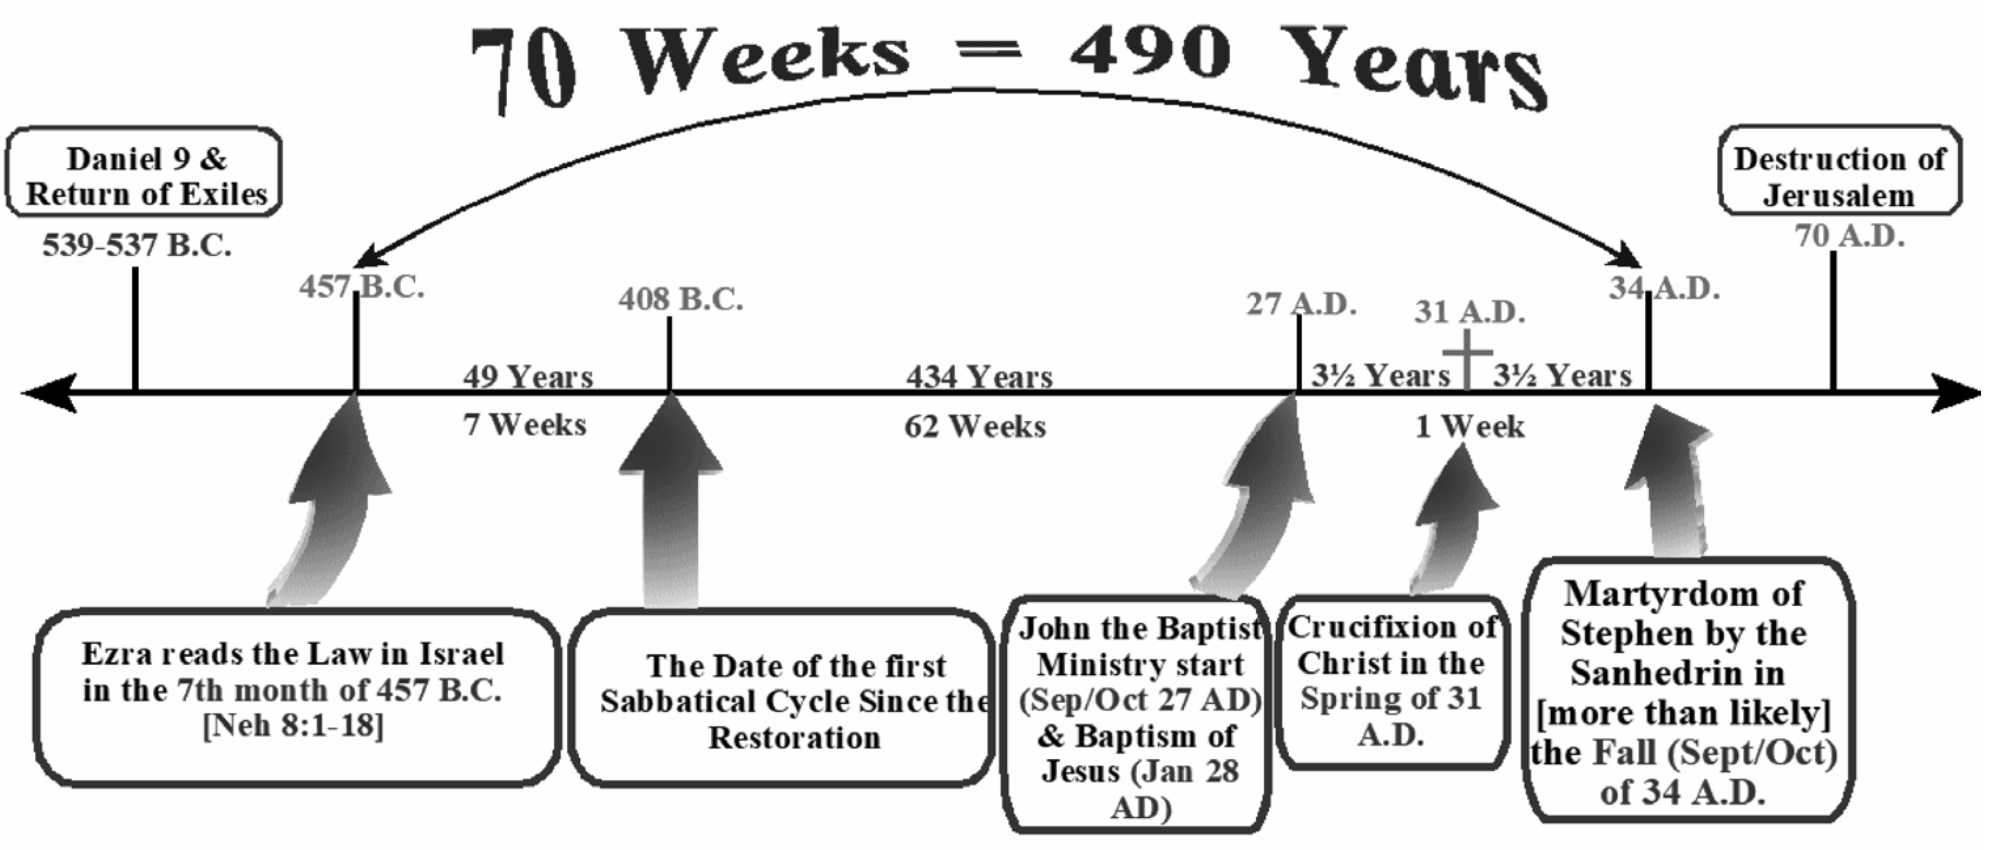 70 Weeks = 490 Years
Daniel 9 &
Return of Exiles
539-537 B.C.
Destruction of
Jerusalem
70 A.D.
457 B.C.
408 B.C.
27 A.D.
31 A.D.
34 A.D.
49 Years
434 Years
3½ Years
3½ Years
7 Weeks
62 Weeks
1 Week
Ezra reads the Law in Israel
in the 7th month of 457 B.C.
[Neh 8:1-18]
The Date of the first
Sabbatical Cycle Since the
Restoration
John the Baptist
Ministry start
(Sep/Oct 27 AD)
& Baptism of
Jesus (Jan 28
AD)
Crucifixion of
Christ in the
Spring of 31
A.D.
Martyrdom of
Stephen by the
Sanhedrin in
[more than likely]
the Fall (Sept/Oct)
of 34 A.D.